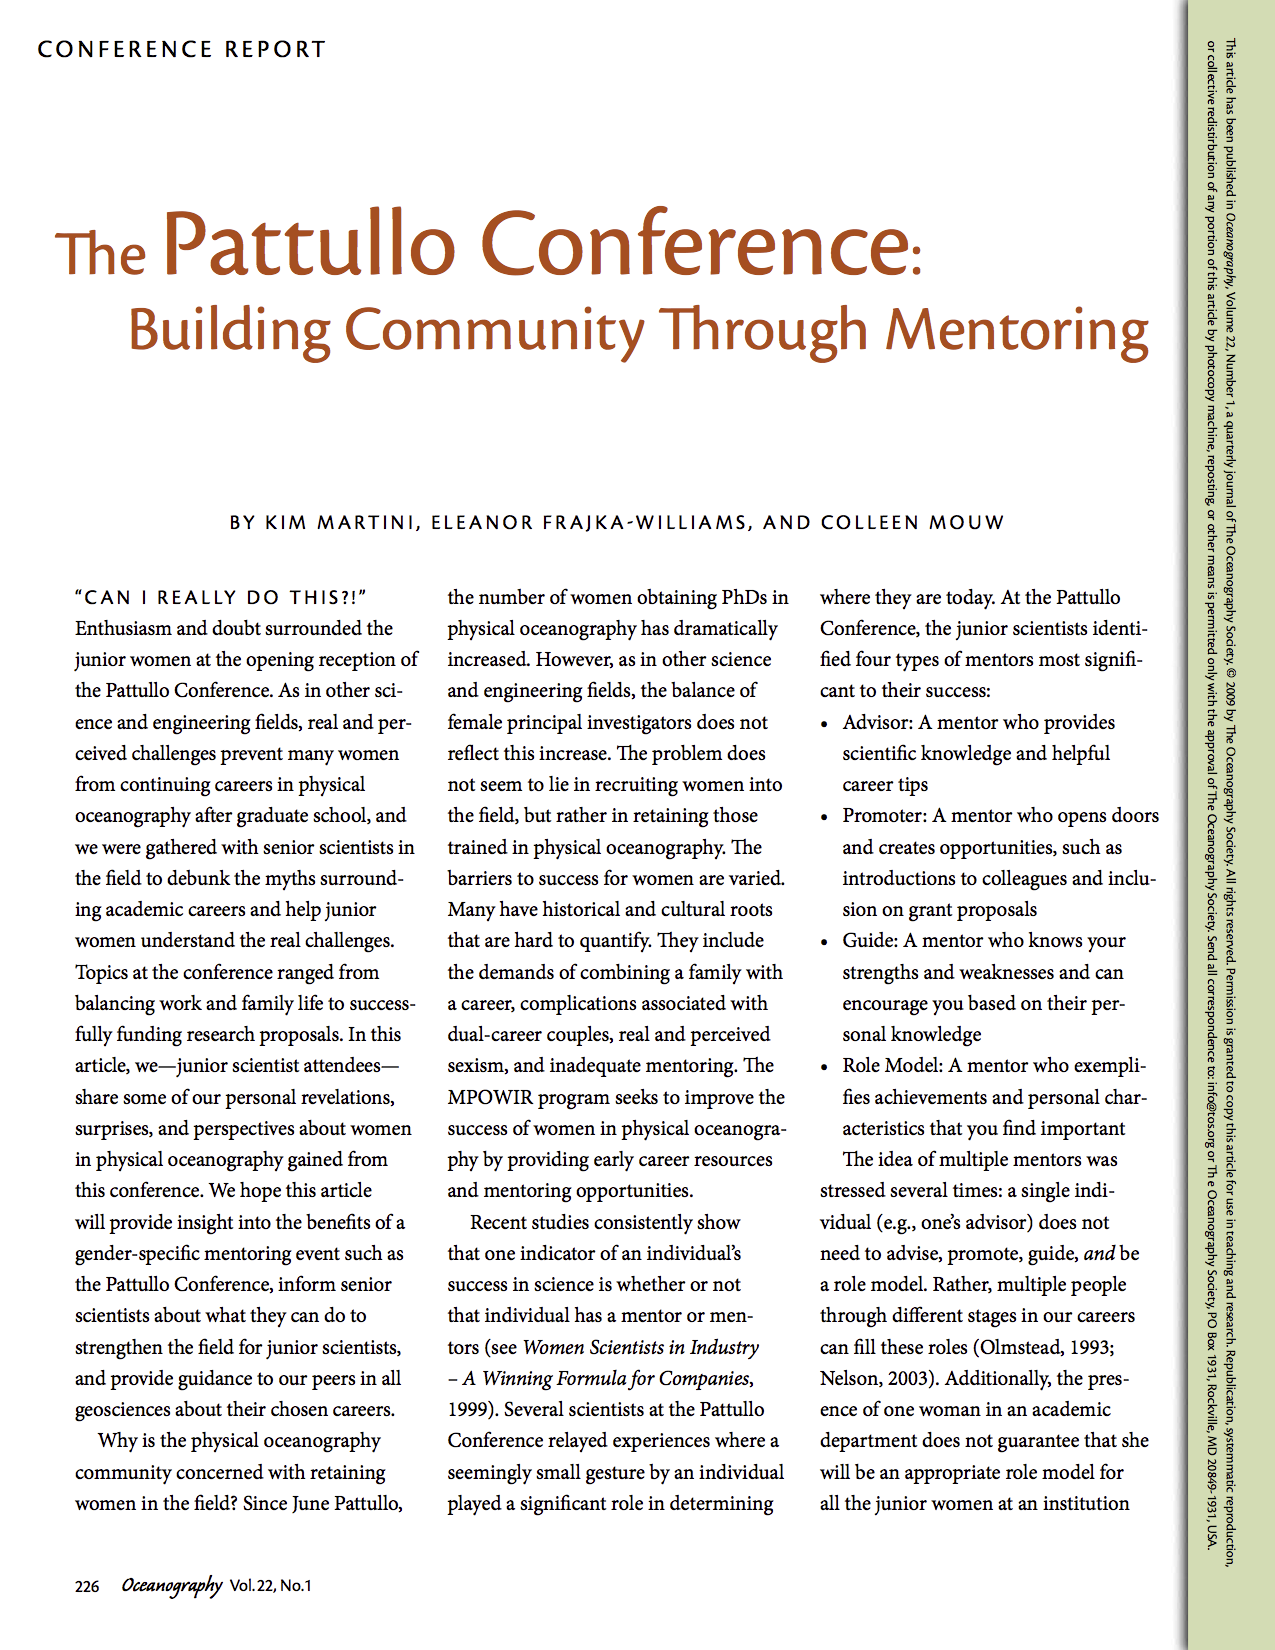 CONFERENCE REPORT
The Pattullo Conference:
Building Community Through Mentoring
BY KIM MARTINI, ELEANOR FRAJKA-WILLIAMS, AND COLLEEN MOUW
“CAN I REALLY DO THIS?!”
Enthusiasm and doubt surrounded the
junior women at the opening reception of
the Pattullo Conference. As in other sci-
ence and engineering fields, real and per-
ceived challenges prevent many women
from continuing careers in physical
oceanography after graduate school, and
we were gathered with senior scientists in
the field to debunk the myths surround-
ing academic careers and help junior
women understand the real challenges.
Topics at the conference ranged from
balancing work and family life to success-
fully funding research proposals. In this
article, we—junior scientist attendees—
share some of our personal revelations,
surprises, and perspectives about women
in physical oceanography gained from
this conference. We hope this article
will provide insight into the benefits of a
gender-specific mentoring event such as
the Pattullo Conference, inform senior
scientists about what they can do to
strengthen the field for junior scientists,
and provide guidance to our peers in all
geosciences about their chosen careers.
Why is the physical oceanography
community concerned with retaining
women in the field? Since June Pattullo,
the number of women obtaining PhDs in
physical oceanography has dramatically
increased. However, as in other science
and engineering fields, the balance of
female principal investigators does not
reflect this increase. The problem does
not seem to lie in recruiting women into
the field, but rather in retaining those
trained in physical oceanography. The
barriers to success for women are varied.
Many have historical and cultural roots
that are hard to quantify. They include
the demands of combining a family with
a career, complications associated with
dual-career couples, real and perceived
sexism, and inadequate mentoring. The
MPOWIR program seeks to improve the
success of women in physical oceanogra-
phy by providing early career resources
and mentoring opportunities.
Recent studies consistently show
that one indicator of an individual’s
success in science is whether or not
that individual has a mentor or men-
tors (see Women Scientists in Industry
– A Winning Formula for Companies,
1999). Several scientists at the Pattullo
Conference relayed experiences where a
seemingly small gesture by an individual
played a significant role in determining
where they are today. At the Pattullo
Conference, the junior scientists identi-
fied four types of mentors most signifi-
cant to their success:
• Advisor: A mentor who provides
scientific knowledge and helpful
career tips
• Promoter: A mentor who opens doors
and creates opportunities, such as
introductions to colleagues and inclu-
sion on grant proposals
• Guide: A mentor who knows your
strengths and weaknesses and can
encourage you based on their per-
sonal knowledge
• Role Model: A mentor who exempli-
fies achievements and personal char-
acteristics that you find important
The idea of multiple mentors was
stressed several times: a single indi-
vidual (e.g., one’s advisor) does not
need to advise, promote, guide, and be
a role model. Rather, multiple people
through different stages in our careers
can fill these roles (Olmstead, 1993;
Nelson, 2003). Additionally, the pres-
ence of one woman in an academic
department does not guarantee that she
will be an appropriate role model for
all the junior women at an institution
226 Oceanography Vol.22, No.1
This article has been published in Oceanography, Volume 22, Number 1, a quarterly journal of The Oceanography Society. © 2009 by The Oceanography Society. All rights reserved. Permission is granted to copy this article for use in teaching and research. Republication, systemmatic reproduction,
or collective redistirbution of any portion of this article by photocopy machine, reposting, or other means is permitted only with the approval of The Oceanography Society. Send all correspondence to: info@tos.org or Th e Oceanography Society, PO Box 1931, Rockville, MD 20849-1931, USA.